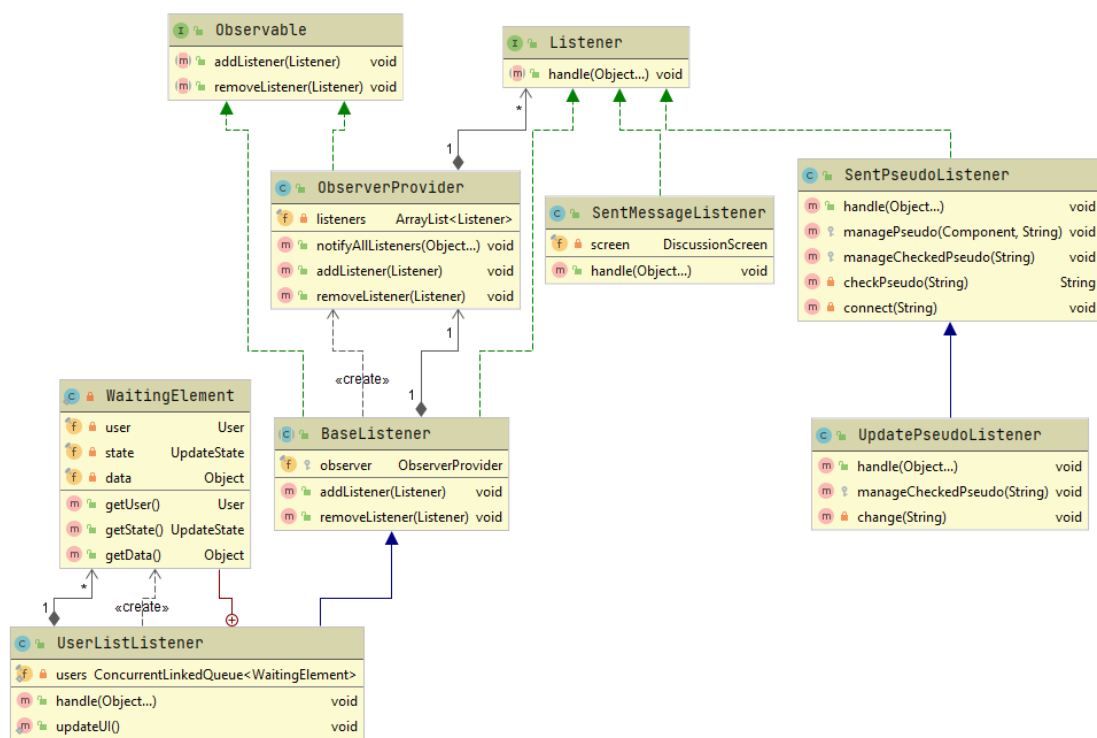 Observable
addListener(Listener) void
removeListener(Listener) void
Listener
handle(Object...) void
*
1
ObserverProvider
listeners ArrayList<Listener>
notifyAllListeners(Object...) void
addListener(Listener) void
removeListener(Listener) void
SentMessageListener
screen DiscussionScreen
handle(Object...) void
SentPseudoListener
handle(Object...) void
managePseudo(Component, String) void
manageCheckedPseudo(String) void
checkPseudo(String) String
connect(String) void
1
«create»
1
WaitingElement
user User
state UpdateState
data Object
getUser() User
getState() UpdateState
getData() Object
BaseListener
observer ObserverProvider
addListener(Listener) void
removeListener(Listener) void
UpdatePseudoListener
handle(Object...) void
manageCheckedPseudo(String) void
change(String) void
*
1
«create»
UserListListener
users ConcurrentLinkedQueue<WaitingElement>
handle(Object...) void
updateUI() void